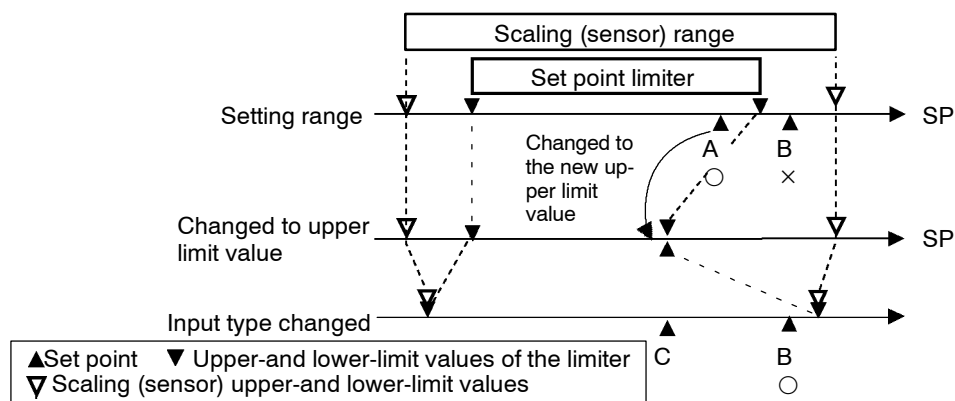 Scaling (sensor) range
Set point limiter
Setting range
SP
A
B
Changed to
the new up-
per limit
value
○
×
Changed to upper
limit value
SP
Input type changed
C
B
○
▲Set point ▼ Upper-and lower-limit values of the limiter
▽ Scaling (sensor) upper-and lower-limit values